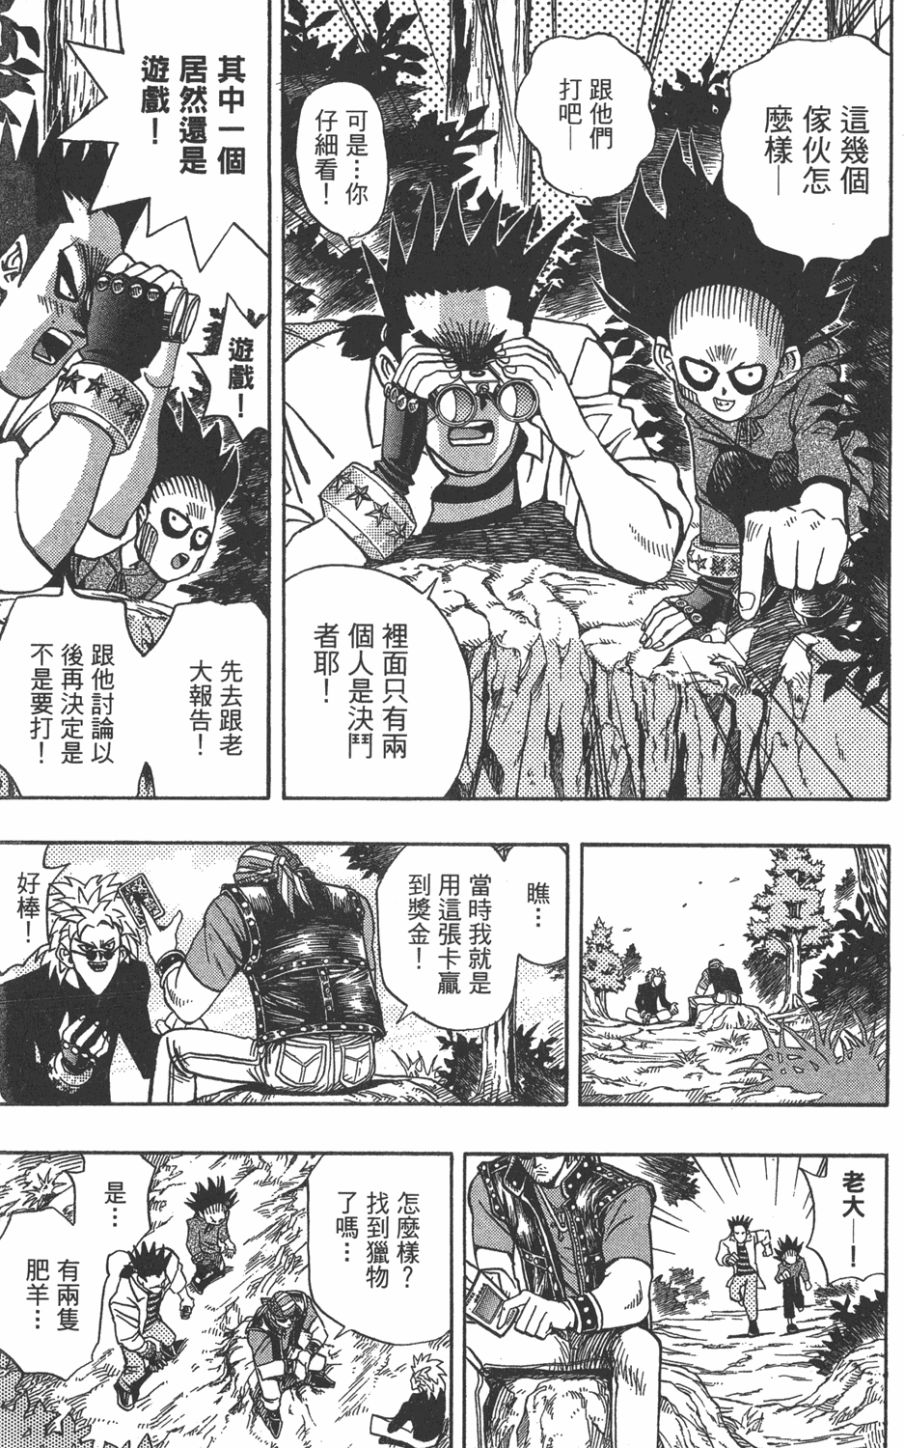 這幾個
傢伙怎
麼樣—
跟他們
打吧—
可是…你
仔細看！
裡面只有兩
個人是決鬥
者耶！
其中一個
居然還是
遊戲！
遊戲！
先去跟老
大報告！
跟他討論以
後再決定是
不是要打！
瞧…
當時我就是
用這張卡贏
到獎金！
好棒！
老大—！
怎麼樣？
找到獵物
了嗎…
是…
有兩隻
肥羊…